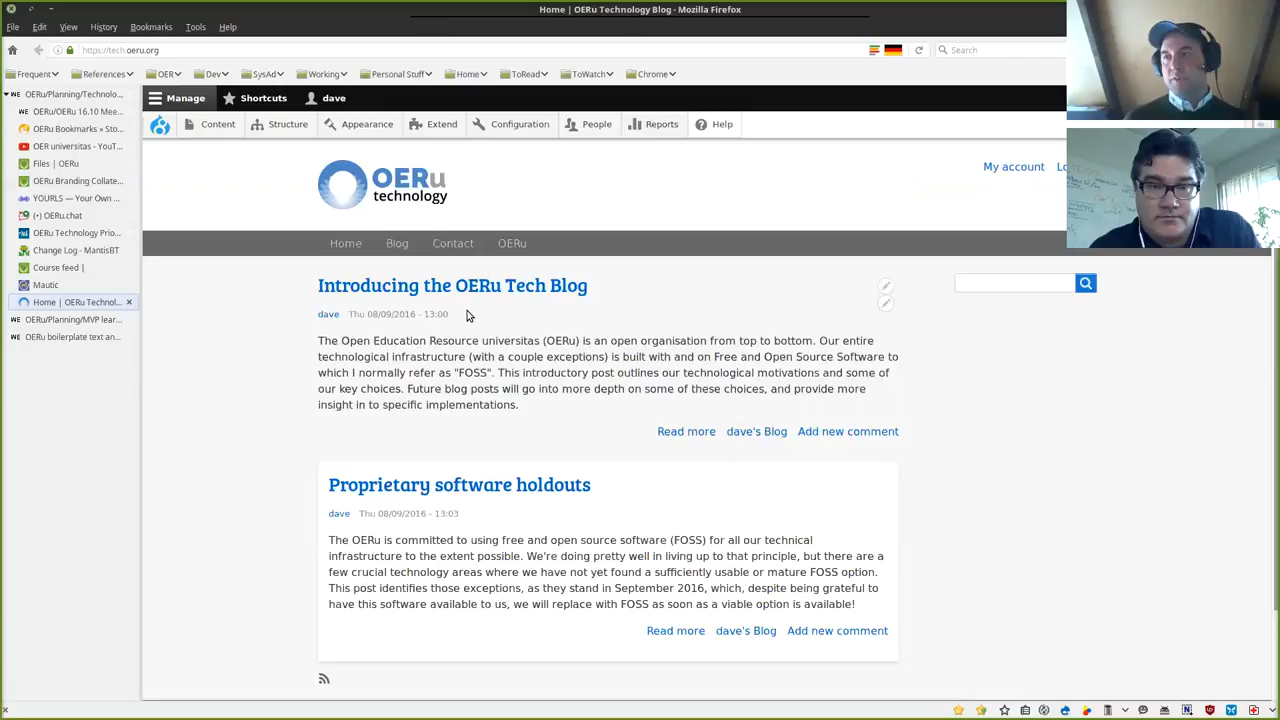 Home | OERu Technology Blog - Mozilla Firefox
File Edit View History Bookmarks Tools Help
https://tech.oeru.org
Search
Frequent References OER Dev SysAd Working Personal Stuff Home ToRead ToWatch Chrome
OERu/Planning/Technolo...
OERu/OERu 16.10 Mee...
OERu Bookmarks » Sto...
OER universitas - YouT...
Files | OERu
OERu Branding Collate...
YOURLS — Your Own ...
(•) OERu.chat
OERu Technology Prio...
Change Log - MantisBT
Course feed |
Mautic
Home | OERu Technol...
OERu/Planning/MVP lear...
OERu boilerplate text an...
Manage Shortcuts dave
Content Structure Appearance Extend Configuration People Reports Help
OERu
technology
My account Lo
Home Blog Contact OERu
Introducing the OERu Tech Blog
dave Thu 08/09/2016 - 13:00
The Open Education Resource universitas (OERu) is an open organisation from top to bottom. Our entire
technological infrastructure (with a couple exceptions) is built with and on Free and Open Source Software to
which I normally refer as "FOSS". This introductory post outlines our technological motivations and some of
our key choices. Future blog posts will go into more depth on some of these choices, and provide more
insight in to specific implementations.
Read more dave's Blog Add new comment
Proprietary software holdouts
dave Thu 08/09/2016 - 13:03
The OERu is committed to using free and open source software (FOSS) for all our technical
infrastructure to the extent possible. We're doing pretty well in living up to that principle, but there are a
few crucial technology areas where we have not yet found a sufficiently usable or mature FOSS option.
This post identifies those exceptions, as they stand in September 2016, which, despite being grateful to
have this software available to us, we will replace with FOSS as soon as a viable option is available!
Read more dave's Blog Add new comment